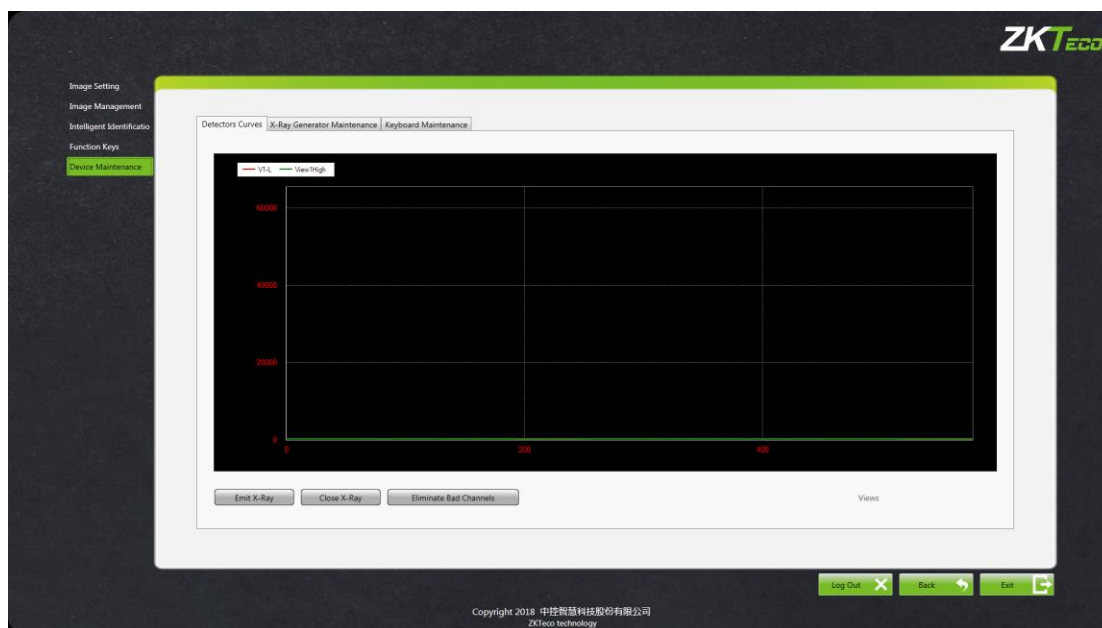 ZKTeco
Image Setting
Image Management
Intelligent Identificatio
Function Keys
Device Maintenance
Detectors Curves X-Ray Generator Maintenance Keyboard Maintenance
V1-L View1High
60000
40000
20000
0
0 200 400
Emit X-Ray Close X-Ray Eliminate Bad Channels Views
Log Out Back Exit
Copyright 2018 中控智慧科技股份有限公司
ZKTeco technology